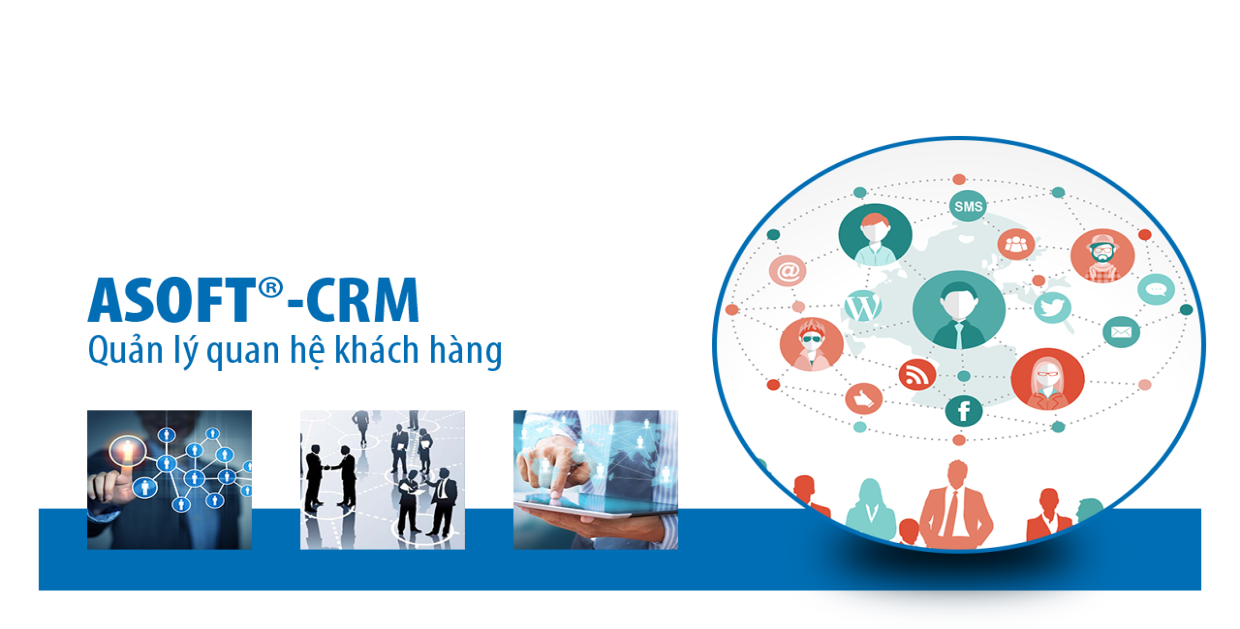 ASOFT®-CRM
Quản lý quan hệ khách hàng
SMS
@